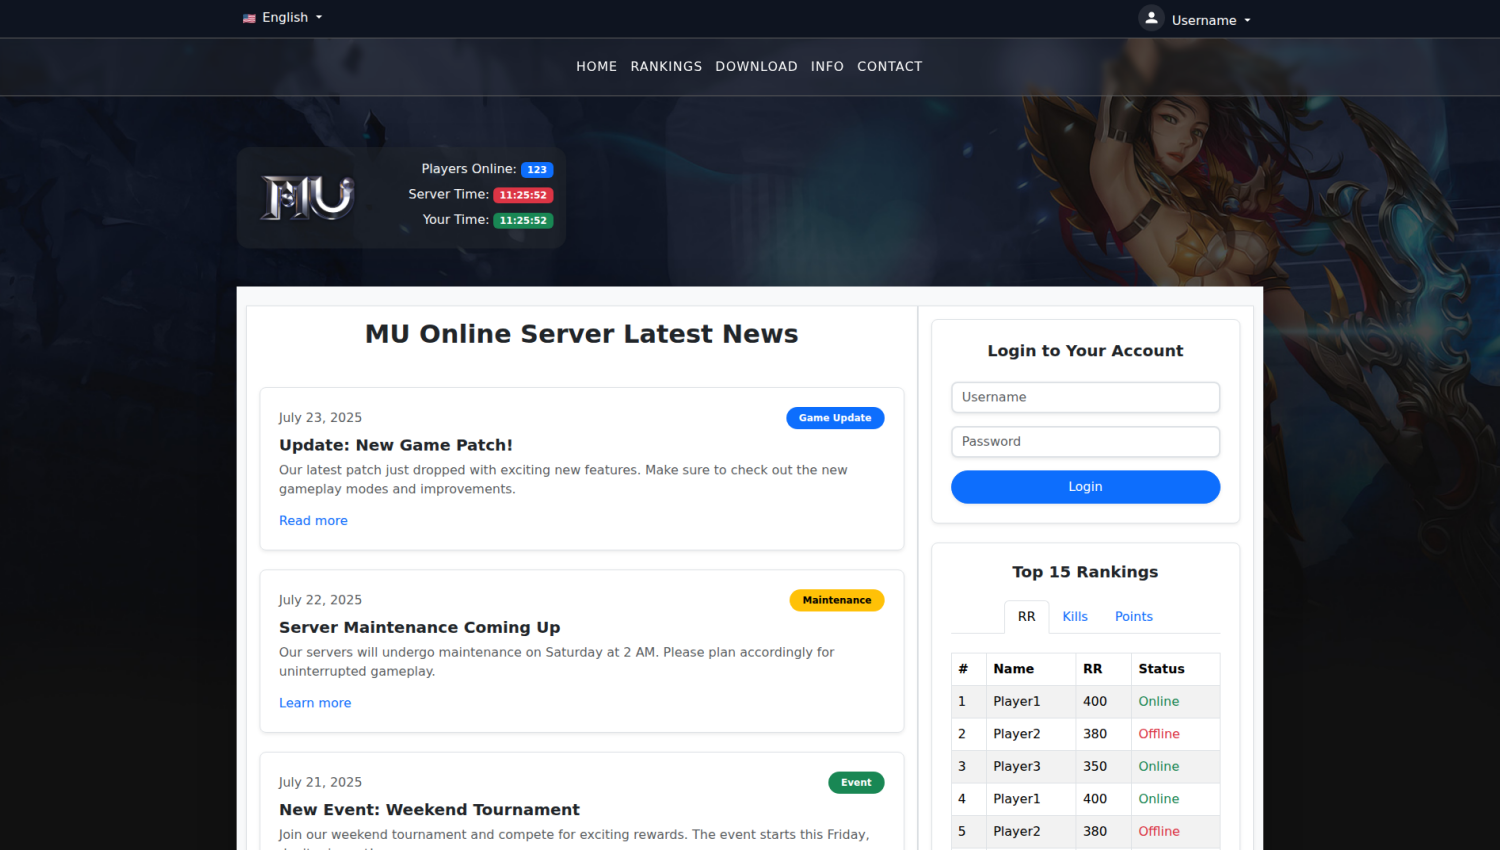 English
Username
HOME RANKINGS DOWNLOAD INFO CONTACT
MU
Players Online: 123
Server Time: 11:25:52
Your Time: 11:25:52
MU Online Server Latest News
July 23, 2025
Game Update
Update: New Game Patch!
Our latest patch just dropped with exciting new features. Make sure to check out the new
gameplay modes and improvements.
Read more
July 22, 2025
Maintenance
Server Maintenance Coming Up
Our servers will undergo maintenance on Saturday at 2 AM. Please plan accordingly for
uninterrupted gameplay.
Learn more
July 21, 2025
Event
New Event: Weekend Tournament
Join our weekend tournament and compete for exciting rewards. The event starts this Friday,
Login to Your Account
Username
Password
Login
Top 15 Rankings
RR Kills Points
# Name RR Status
1 Player1 400 Online
2 Player2 380 Offline
3 Player3 350 Online
4 Player1 400 Online
5 Player2 380 Offline